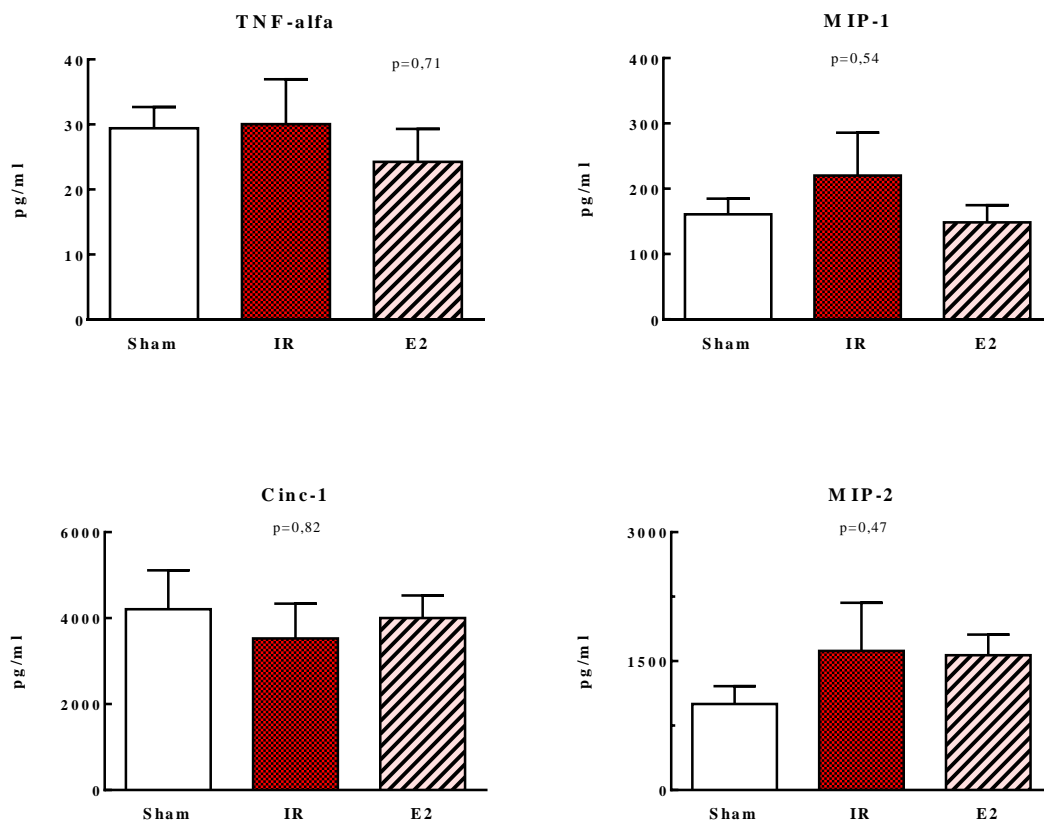 TNF-alfa
p=0,71
40
30
20
10
0
pg/ml
Sham IR E2
MIP-1
p=0,54
400
300
200
100
0
pg/ml
Sham IR E2
Cinc-1
p=0,82
6000
4000
2000
0
pg/ml
Sham IR E2
MIP-2
p=0,47
3000
1500
0
pg/ml
Sham IR E2